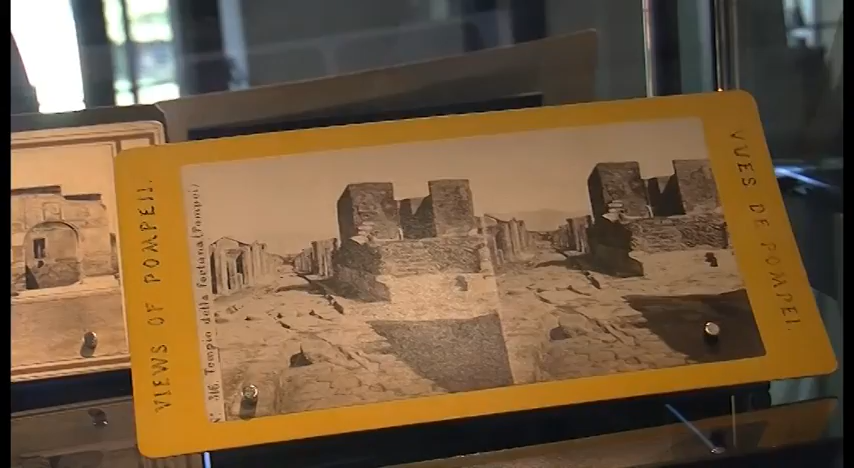 VIEWS OF POMPEII.
N.° 316. Tempio della Fortuna (Pompei)
VUES DE POMPEI.